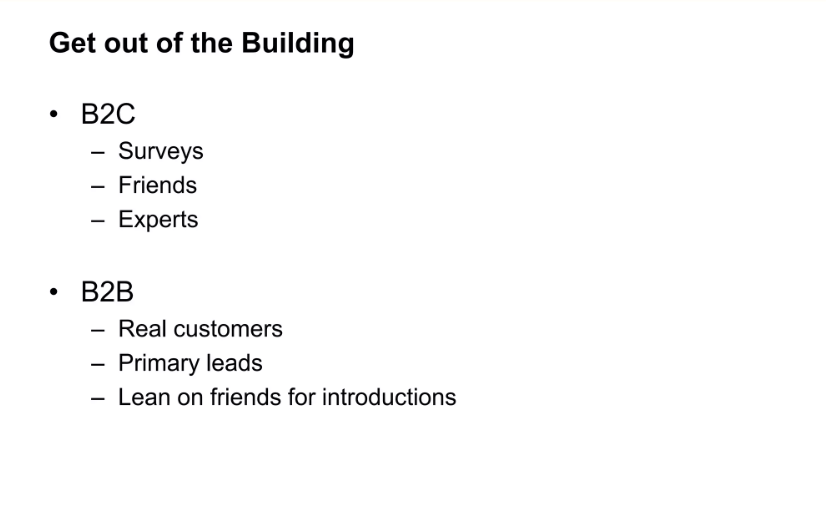 Get out of the Building
• B2C
– Surveys
– Friends
– Experts
• B2B
– Real customers
– Primary leads
– Lean on friends for introductions